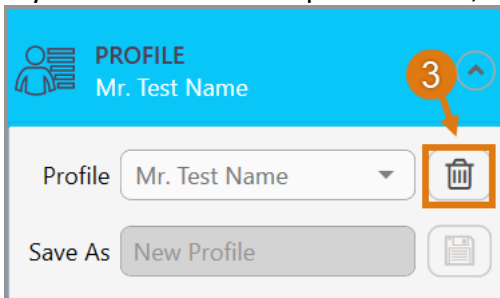 PROFILE
Mr. Test Name
3
Profile Mr. Test Name
Save As New Profile